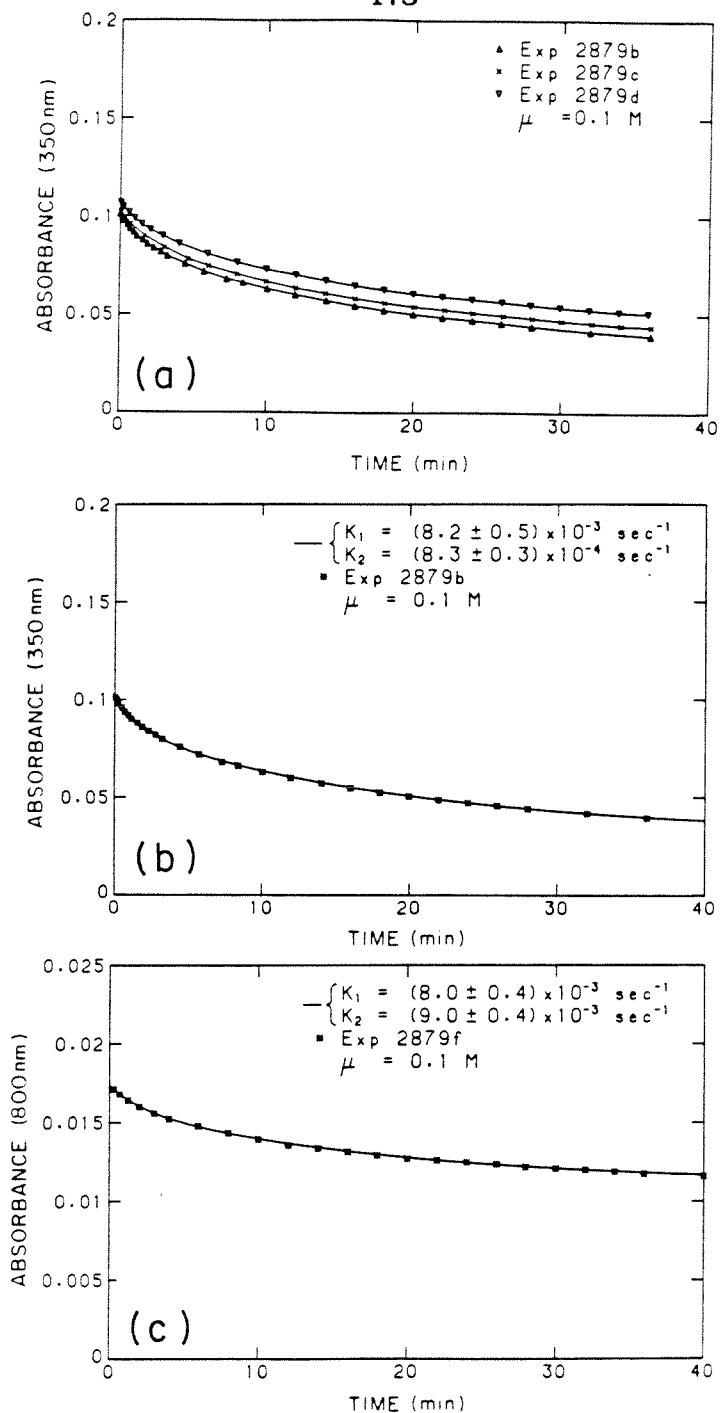 ▲ Exp 2879b
× Exp 2879c
▽ Exp 2879d
μ = 0.1 M
ABSORBANCE (350nm)
0.2
0.15
0.1
0.05
0
(a)
0 10 20 30 40
TIME (min)
K₁ = (8.2 ± 0.5) x 10⁻³ sec⁻¹
K₂ = (8.3 ± 0.3) x 10⁻⁴ sec⁻¹
■ Exp 2879b
μ = 0.1 M
ABSORBANCE (350nm)
0.2
0.15
0.1
0.05
0
(b)
0 10 20 30 40
TIME (min)
K₁ = (8.0 ± 0.4) x 10⁻³ sec⁻¹
K₂ = (9.0 ± 0.4) x 10⁻³ sec⁻¹
■ Exp 2879f
μ = 0.1 M
ABSORBANCE (800nm)
0.025
0.02
0.015
0.01
0.005
0
(c)
0 10 20 30 40
TIME (min)